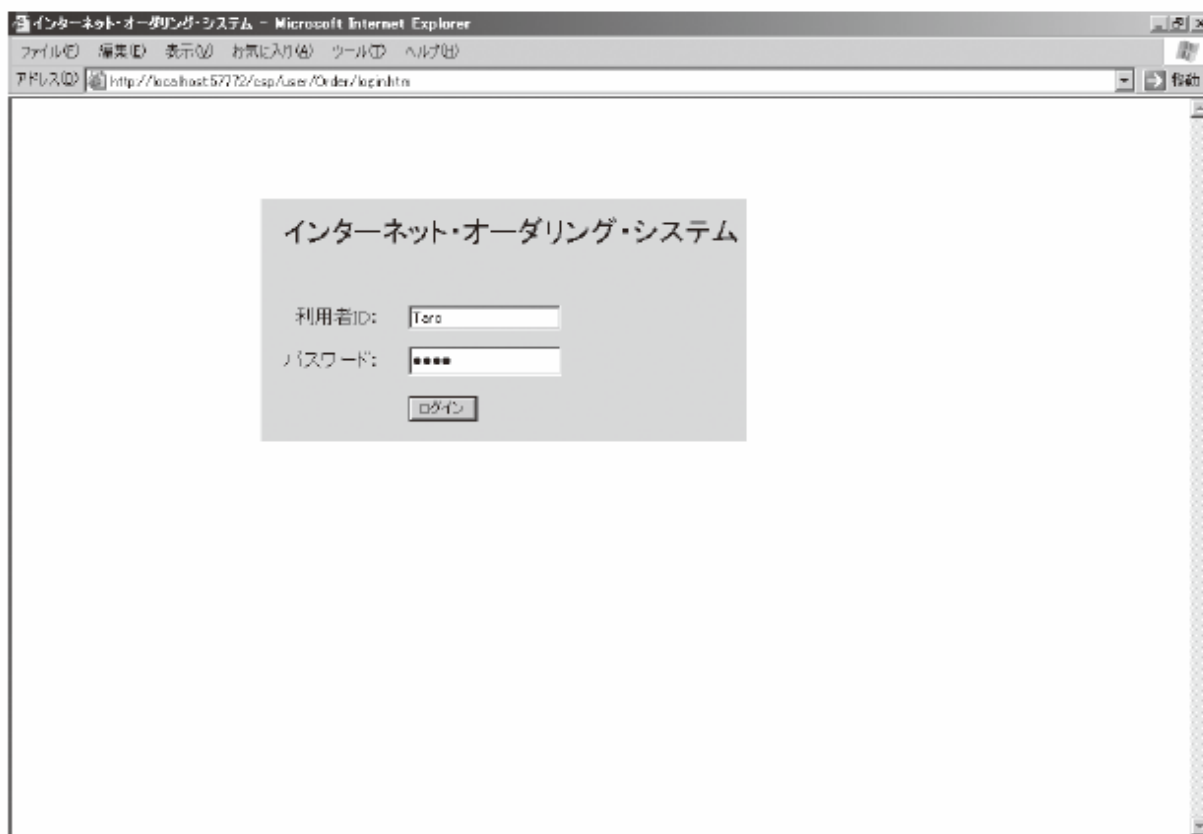 インターネット・オーダリング・システム - Microsoft Internet Explorer
ファイル(F) 編集(E) 表示(V) お気に入り(A) ツール(T) ヘルプ(H)
アドレス(D) http://localhost:57772/csp/user/Order/login.htm 移動
インターネット・オーダリング・システム
利用者ID: Taro
パスワード: ●●●●
ログイン